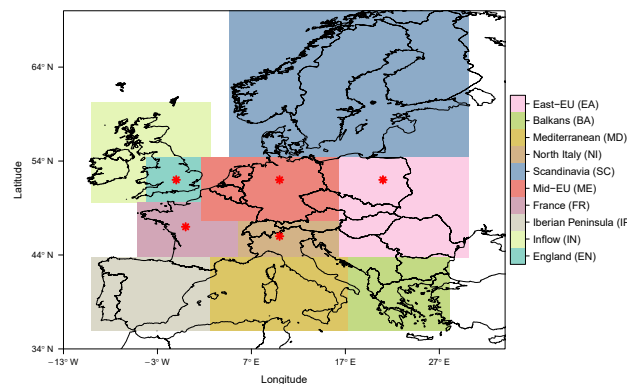 64° N
54° N
44° N
34° N
Latitude
−13° W
−3° W
7° E
17° E
27° E
Longitude
East−EU (EA)
Balkans (BA)
Mediterranean (MD)
North Italy (NI)
Scandinavia (SC)
Mid−EU (ME)
France (FR)
Iberian Peninsula (IF
Inflow (IN)
England (EN)